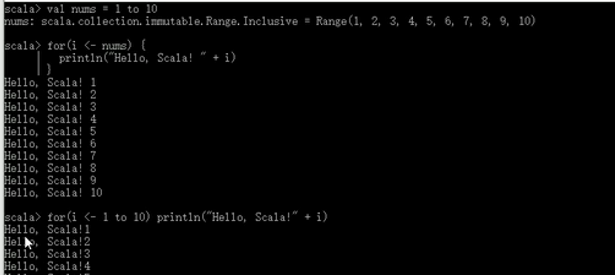 scala> val nums = 1 to 10
nums: scala.collection.immutable.Range.Inclusive = Range(1, 2, 3, 4, 5, 6, 7, 8, 9, 10)
scala> for(i <- nums) {
     |   println("Hello, Scala! " + i)
     | }
Hello, Scala! 1
Hello, Scala! 2
Hello, Scala! 3
Hello, Scala! 4
Hello, Scala! 5
Hello, Scala! 6
Hello, Scala! 7
Hello, Scala! 8
Hello, Scala! 9
Hello, Scala! 10
scala> for(i <- 1 to 10) println("Hello, Scala!" + i)
Hello, Scala!1
Hello, Scala!2
Hello, Scala!3
Hello, Scala!4